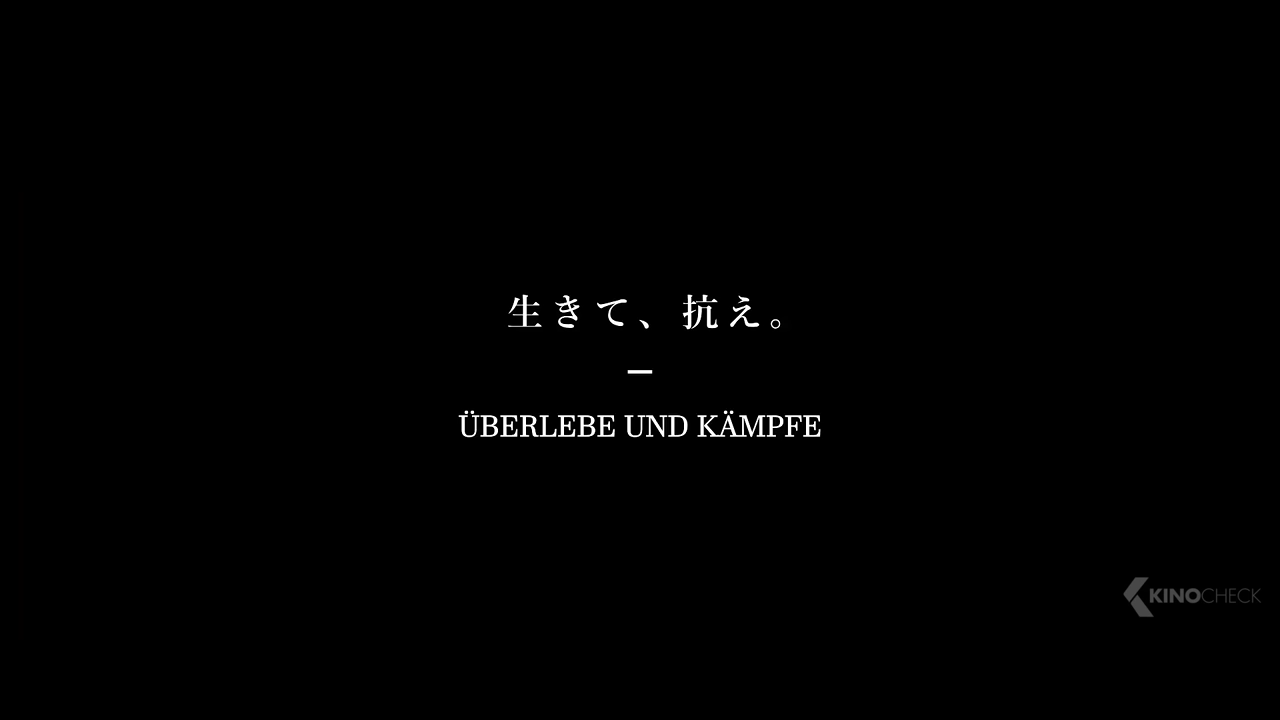 生きて、抗え。
–
ÜBERLEBE UND KÄMPFE
KINOCHECK